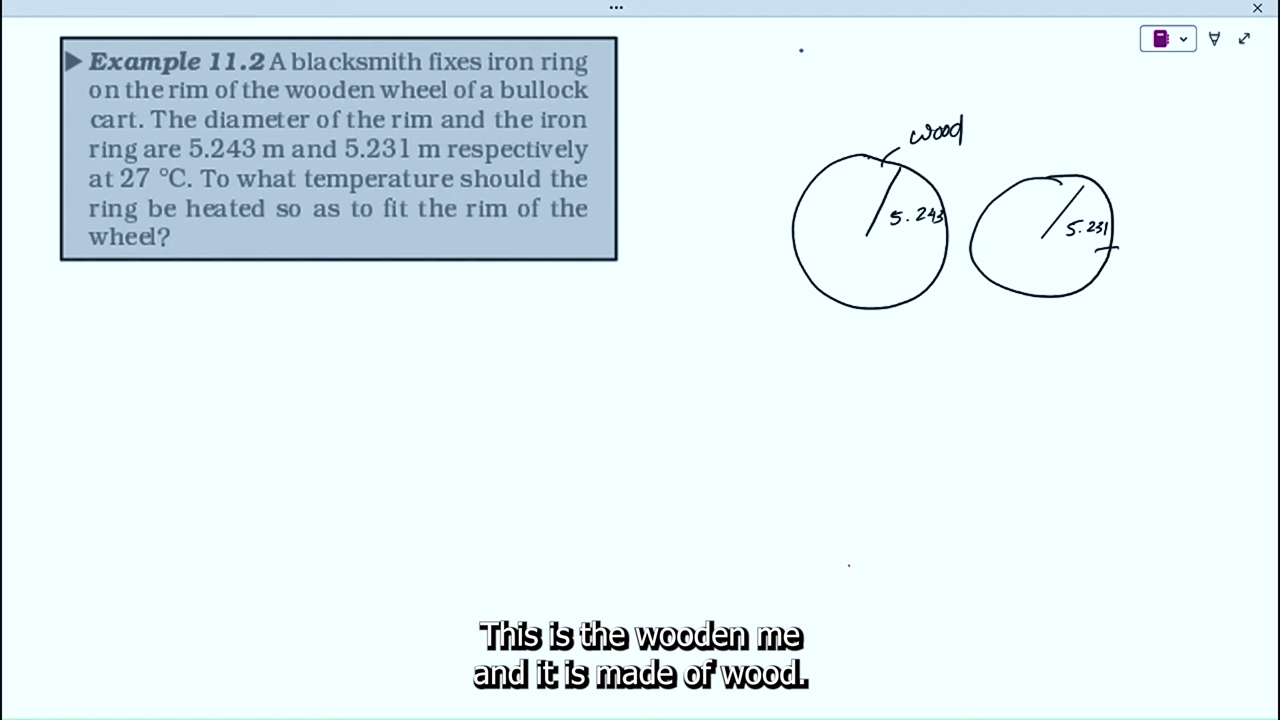 ▶ Example 11.2 A blacksmith fixes iron ring
on the rim of the wooden wheel of a bullock
cart. The diameter of the rim and the iron
ring are 5.243 m and 5.231 m respectively
at 27 °C. To what temperature should the
ring be heated so as to fit the rim of the
wheel?
wood
5.243
5.231
This is the wooden me
and it is made of wood.